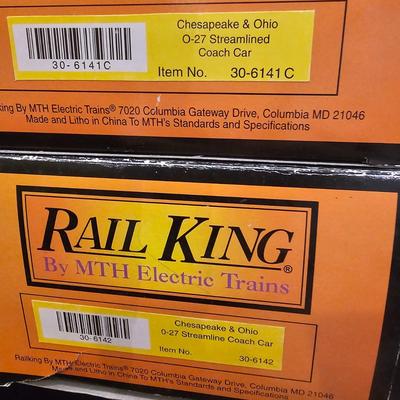 Chesapeake & Ohio
O-27 Streamlined
Coach Car
30-6141C
Item No. 30-6141C
King By MTH Electric Trains® 7020 Columbia Gateway Drive, Columbia MD 21046
Made and Litho in China To MTH's Standards and Specifications
RAIL KING®
By MTH Electric Trains
Chesapeake & Ohio
0-27 Streamline Coach Car
30-6142
Item No. 30-6142
Railking By MTH Electric Trains® 7020 Columbia Gateway Drive, Columbia MD 21046
Made and Litho in China To MTH's Standards and Specifications